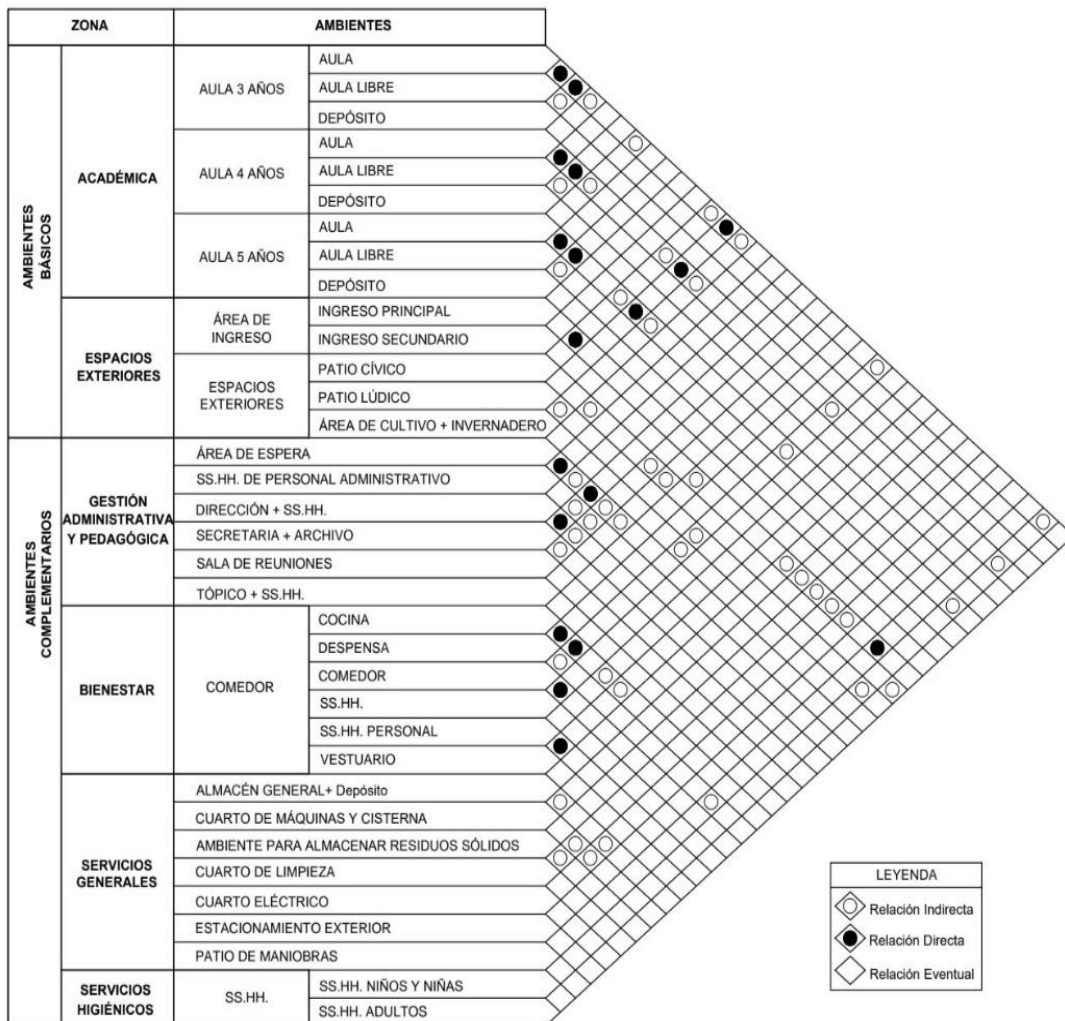 ZONA
AMBIENTES
AMBIENTES
BÁSICOS
ACADÉMICA
AULA 3 AÑOS
AULA
AULA LIBRE
DEPÓSITO
AULA 4 AÑOS
AULA
AULA LIBRE
DEPÓSITO
AULA 5 AÑOS
AULA
AULA LIBRE
DEPÓSITO
ESPACIOS
EXTERIORES
ÁREA DE
INGRESO
INGRESO PRINCIPAL
INGRESO SECUNDARIO
ESPACIOS
EXTERIORES
PATIO CÍVICO
PATIO LÚDICO
ÁREA DE CULTIVO + INVERNADERO
AMBIENTES
COMPLEMENTARIOS
GESTIÓN
ADMINISTRATIVA
Y PEDAGÓGICA
ÁREA DE ESPERA
SS.HH. DE PERSONAL ADMINISTRATIVO
DIRECCIÓN + SS.HH.
SECRETARIA + ARCHIVO
SALA DE REUNIONES
TÓPICO + SS.HH.
BIENESTAR
COMEDOR
COCINA
DESPENSA
COMEDOR
SS.HH.
SS.HH. PERSONAL
VESTUARIO
SERVICIOS
GENERALES
ALMACÉN GENERAL+ Depósito
CUARTO DE MÁQUINAS Y CISTERNA
AMBIENTE PARA ALMACENAR RESIDUOS SÓLIDOS
CUARTO DE LIMPIEZA
CUARTO ELÉCTRICO
ESTACIONAMIENTO EXTERIOR
PATIO DE MANIOBRAS
SERVICIOS
HIGIÉNICOS
SS.HH.
SS.HH. NIÑOS Y NIÑAS
SS.HH. ADULTOS
LEYENDA
Relación Indirecta
Relación Directa
Relación Eventual